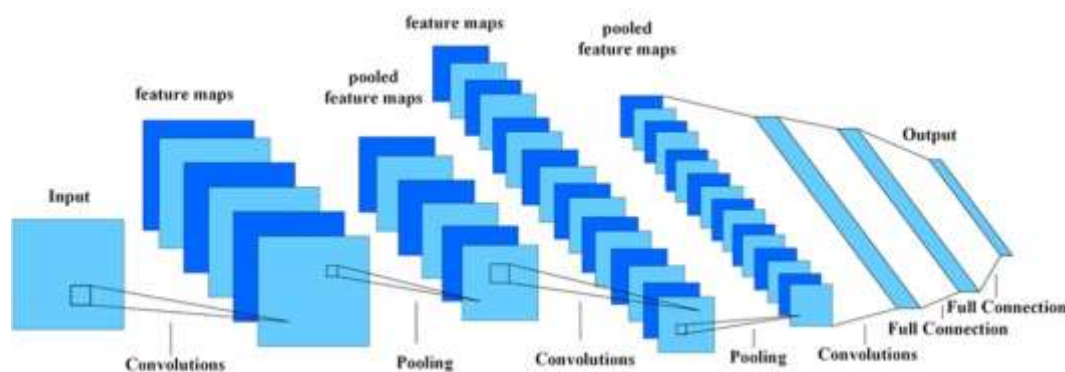 Input
feature maps
pooled
feature maps
feature maps
pooled
feature maps
Output
Convolutions
Pooling
Convolutions
Pooling
Convolutions
Full Connection
Full Connection